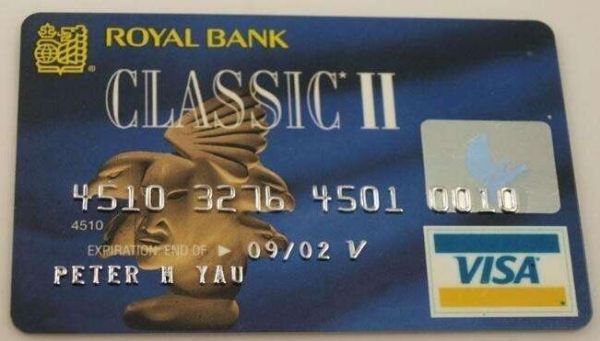 ROYAL BANK
CLASSIC* II
4510 3276 4501 0010
4510
EXPIRATION: END OF ▶ 09/02 V
PETER M YAU
VISA